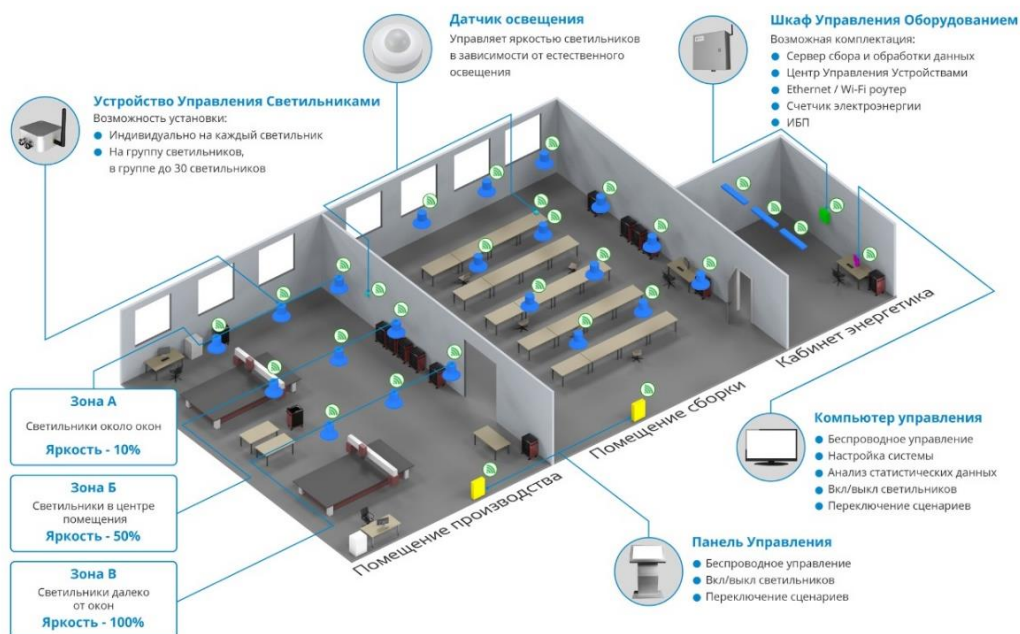 Датчик освещения
Управляет яркостью светильников
в зависимости от естественного
освещения
Шкаф Управления Оборудованием
Возможная комплектация:
Сервер сбора и обработки данных
Центр Управления Устройствами
Ethernet / Wi-Fi роутер
Счетчик электроэнергии
ИБП
Устройство Управления Светильниками
Возможность установки:
Индивидуально на каждый светильник
На группу светильников,
в группе до 30 светильников
Зона А
Светильники около окон
Яркость - 10%
Зона Б
Светильники в центре
помещения
Яркость - 50%
Зона В
Светильники далеко
от окон
Яркость - 100%
Помещение производства
Помещение сборки
Кабинет энергетика
Компьютер управления
Беспроводное управление
Настройка системы
Анализ статистических данных
Вкл/выкл светильников
Переключение сценариев
Панель Управления
Беспроводное управление
Вкл/выкл светильников
Переключение сценариев